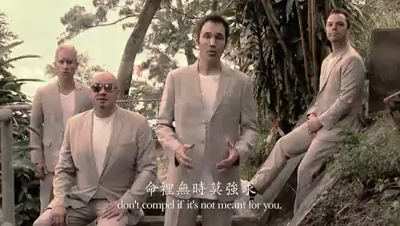 命裡無時莫強求
don't compel if it's not meant for you.